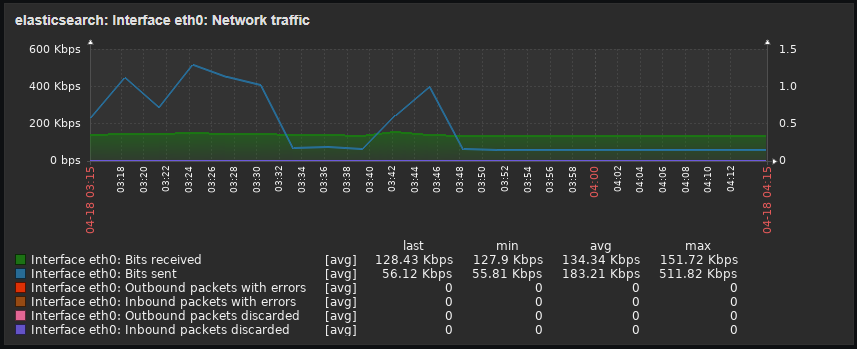 elasticsearch: Interface eth0: Network traffic
600 Kbps 1.5
400 Kbps 1.0
200 Kbps 0.5
0 bps 0
04-18 03:15 03:18 03:20 03:22 03:24 03:26 03:28 03:30 03:32 03:34 03:36 03:38 03:40 03:42 03:44 03:46 03:48 03:50 03:52 03:54 03:56 03:58 04:00 04:02 04:04 04:06 04:08 04:10 04:12 04-18 04:15
last min avg max
Interface eth0: Bits received [avg] 128.43 Kbps 127.9 Kbps 134.34 Kbps 151.72 Kbps
Interface eth0: Bits sent [avg] 56.12 Kbps 55.81 Kbps 183.21 Kbps 511.82 Kbps
Interface eth0: Outbound packets with errors [avg] 0 0 0 0
Interface eth0: Inbound packets with errors [avg] 0 0 0 0
Interface eth0: Outbound packets discarded [avg] 0 0 0 0
Interface eth0: Inbound packets discarded [avg] 0 0 0 0